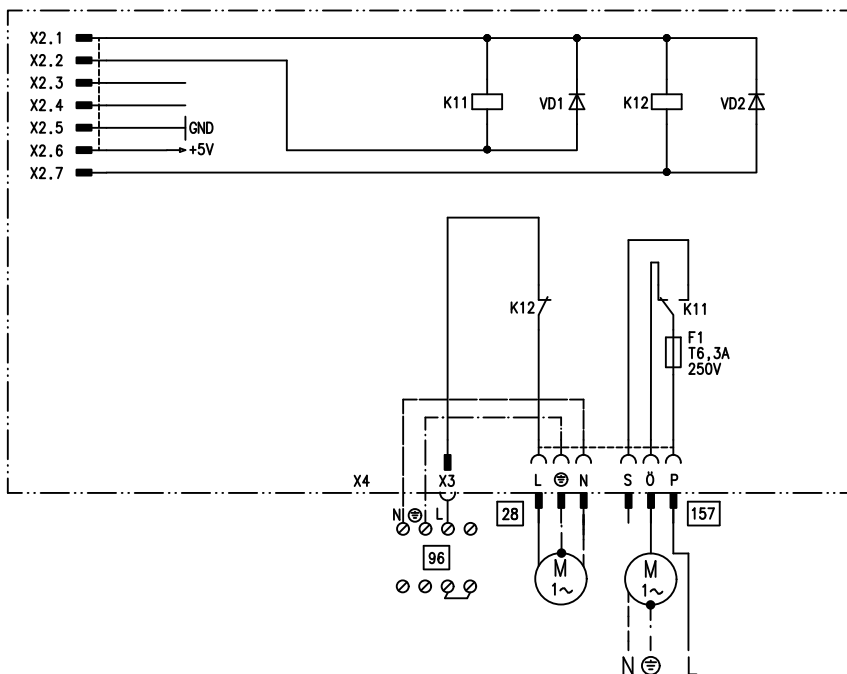 X2.1
X2.2
X2.3
X2.4
X2.5
GND
X2.6
+5V
X2.7
K11
VD1
K12
VD2
K12
K11
F1
T6,3A
250V
X4
X3
L
N
S
Ö
P
N
L
28
157
96
M
1~
M
1~
N
L